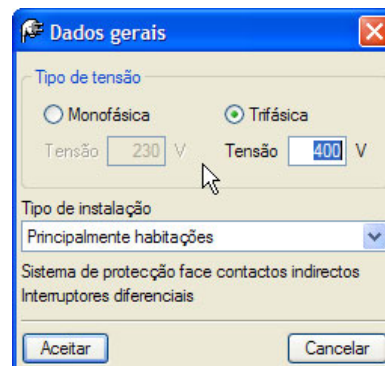 Dados gerais
Tipo de tensão
Monofásica Trifásica
Tensão 230 V Tensão 400 V
Tipo de instalação
Principalmente habitações
Sistema de protecção face contactos indirectos
Interruptores diferenciais
Aceitar Cancelar